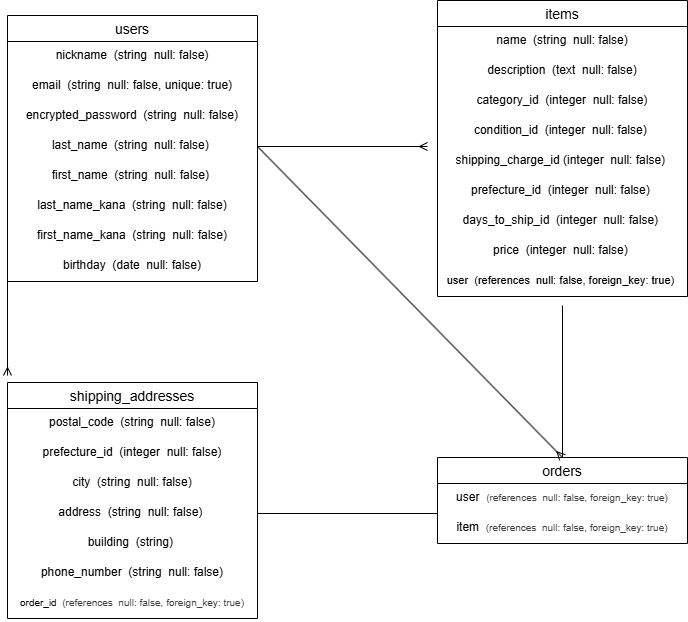 users
nickname (string null: false)
email (string null: false, unique: true)
encrypted_password (string null: false)
last_name (string null: false)
first_name (string null: false)
last_name_kana (string null: false)
first_name_kana (string null: false)
birthday (date null: false)
items
name (string null: false)
description (text null: false)
category_id (integer null: false)
condition_id (integer null: false)
shipping_charge_id (integer null: false)
prefecture_id (integer null: false)
days_to_ship_id (integer null: false)
price (integer null: false)
user (references null: false, foreign_key: true)
shipping_addresses
postal_code (string null: false)
prefecture_id (integer null: false)
city (string null: false)
address (string null: false)
building (string)
phone_number (string null: false)
order_id (references null: false, foreign_key: true)
orders
user (references null: false, foreign_key: true)
item (references null: false, foreign_key: true)